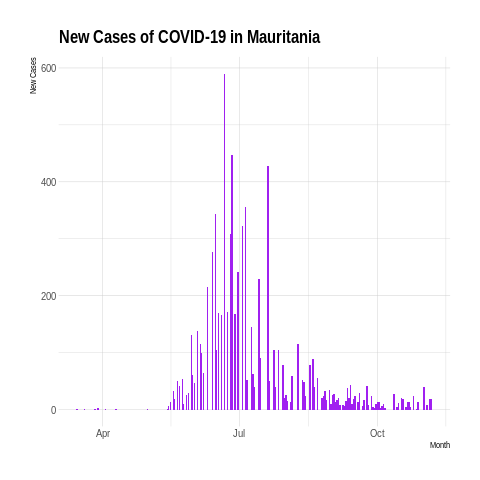 New Cases of COVID-19 in Mauritania
New Cases
600
400
200
0
Apr
Jul
Oct
Month